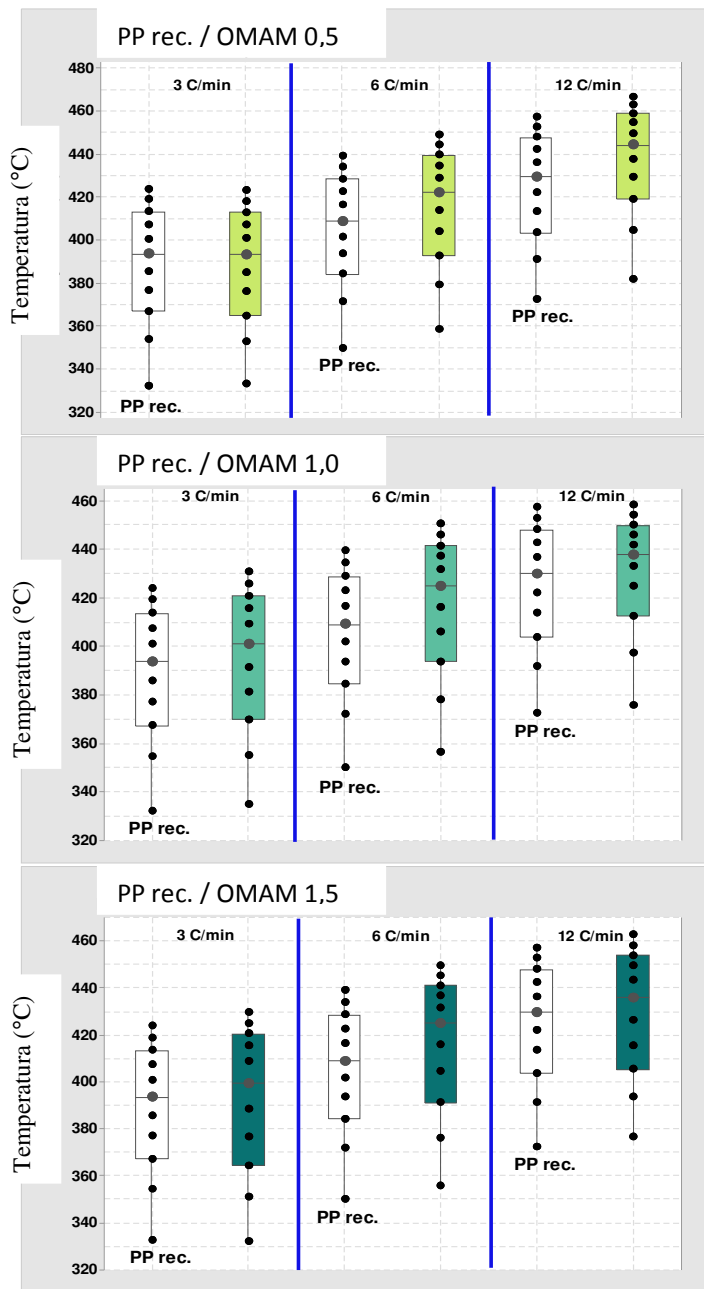 PP rec. / OMAM 0,5
3 C/min
6 C/min
12 C/min
Temperatura (°C)
480
460
440
420
400
380
360
340
320
PP rec.
PP rec.
PP rec.
PP rec. / OMAM 1,0
3 C/min
6 C/min
12 C/min
Temperatura (°C)
460
440
420
400
380
360
340
320
PP rec.
PP rec.
PP rec.
PP rec. / OMAM 1,5
3 C/min
6 C/min
12 C/min
Temperatura (°C)
460
440
420
400
380
360
340
320
PP rec.
PP rec.
PP rec.